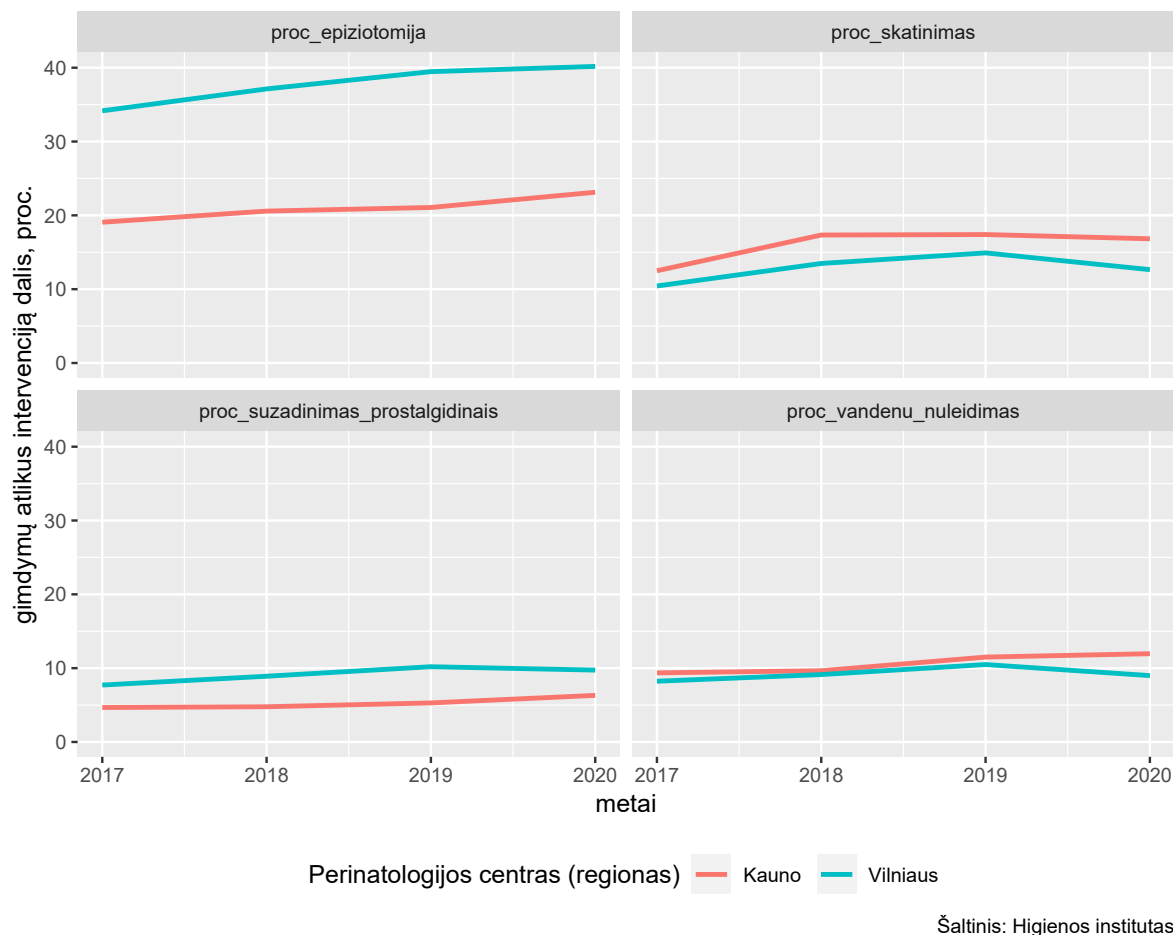 proc_epiziotomija
proc_skatinimas
40
30
20
10
0
proc_suzadinimas_prostalgidinais
proc_vandenu_nuleidimas
40
30
20
10
0
2017 2018 2019 2020 2017 2018 2019 2020
metai
gimdymų atlikus intervenciją dalis, proc.
Perinatologijos centras (regionas) Kauno Vilniaus
Šaltinis: Higienos institutas